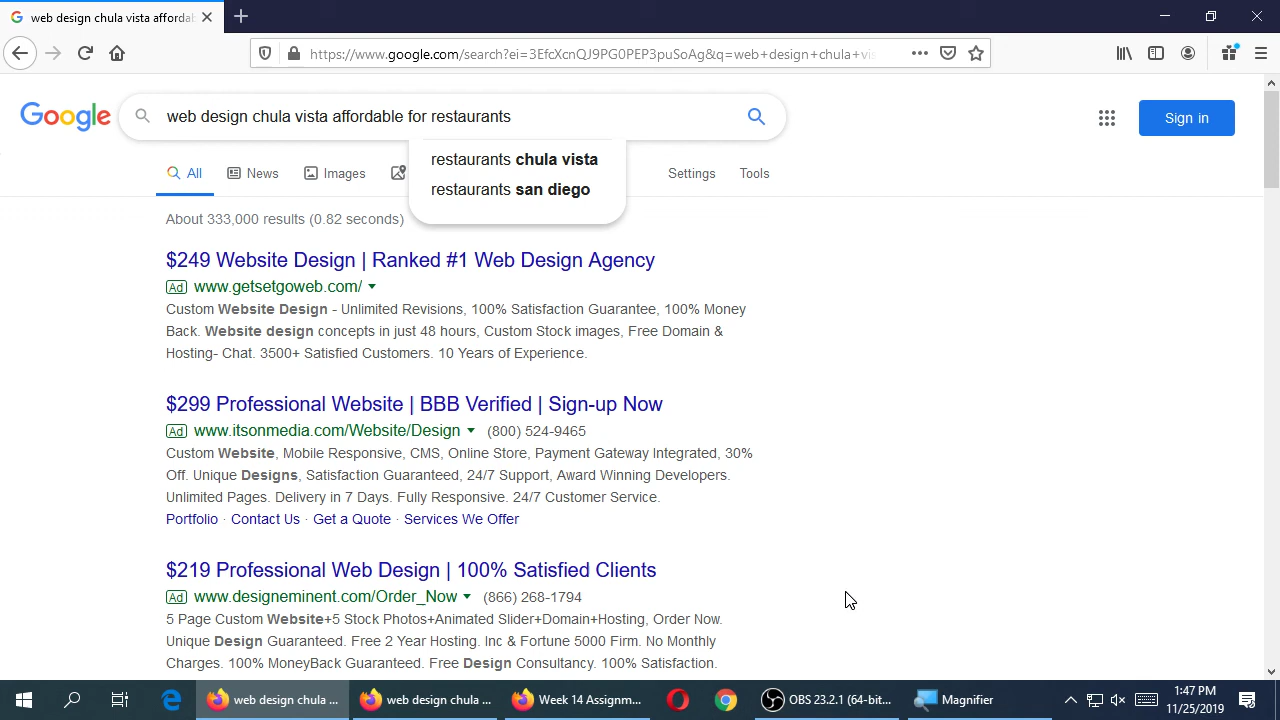 web design chula vista affordab
https://www.google.com/search?ei=3EfcXcnQJ9PG0PEP3puSoAg&q=web+design+chula+vis
Google
web design chula vista affordable for restaurants
Sign in
restaurants chula vista
restaurants san diego
All
News
Images
Settings
Tools
About 333,000 results (0.82 seconds)
$249 Website Design | Ranked #1 Web Design Agency
Ad www.getsetgoweb.com/
Custom Website Design - Unlimited Revisions, 100% Satisfaction Guarantee, 100% Money
Back. Website design concepts in just 48 hours, Custom Stock images, Free Domain &
Hosting- Chat. 3500+ Satisfied Customers. 10 Years of Experience.
$299 Professional Website | BBB Verified | Sign-up Now
Ad www.itsonmedia.com/Website/Design (800) 524-9465
Custom Website, Mobile Responsive, CMS, Online Store, Payment Gateway Integrated, 30%
Off. Unique Designs, Satisfaction Guaranteed, 24/7 Support, Award Winning Developers.
Unlimited Pages. Delivery in 7 Days. Fully Responsive. 24/7 Customer Service.
Portfolio · Contact Us · Get a Quote · Services We Offer
$219 Professional Web Design | 100% Satisfied Clients
Ad www.designeminent.com/Order_Now (866) 268-1794
5 Page Custom Website+5 Stock Photos+Animated Slider+Domain+Hosting, Order Now.
Unique Design Guaranteed. Free 2 Year Hosting. Inc & Fortune 5000 Firm. No Monthly
Charges. 100% MoneyBack Guaranteed. Free Design Consultancy. 100% Satisfaction.
web design chula ...
web design chula ...
Week 14 Assignm...
OBS 23.2.1 (64-bit...
Magnifier
1:47 PM
11/25/2019